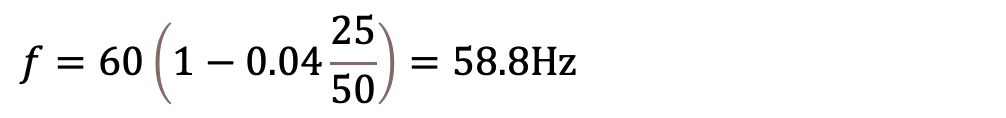 f = 60 (1 − 0.04 25/50) = 58.8Hz